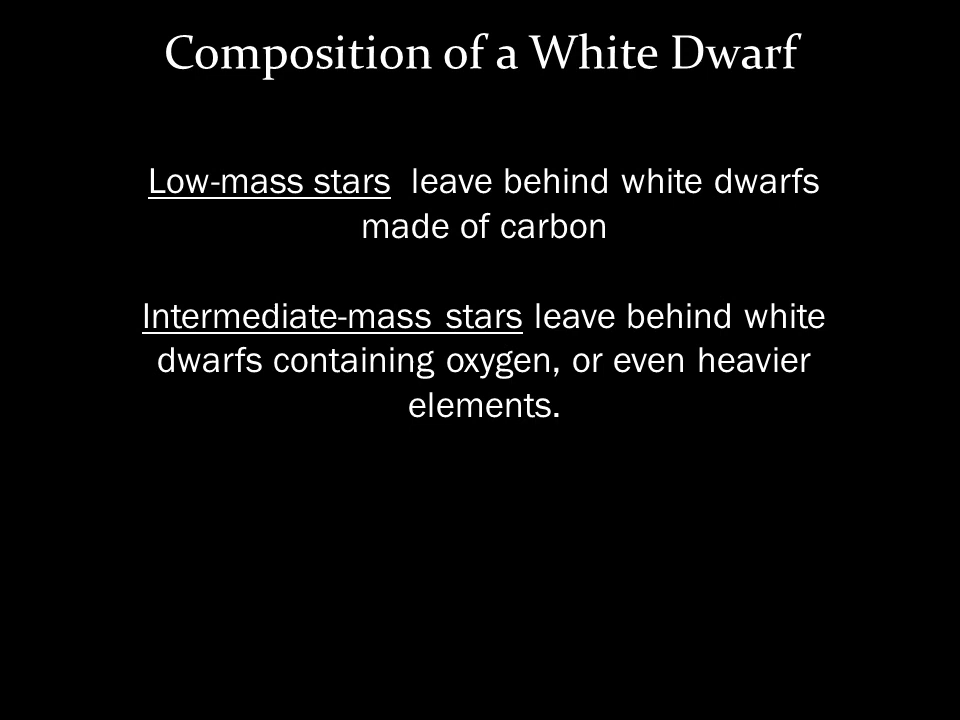 Composition of a White Dwarf
Low-mass stars leave behind white dwarfs
made of carbon
Intermediate-mass stars leave behind white
dwarfs containing oxygen, or even heavier
elements.